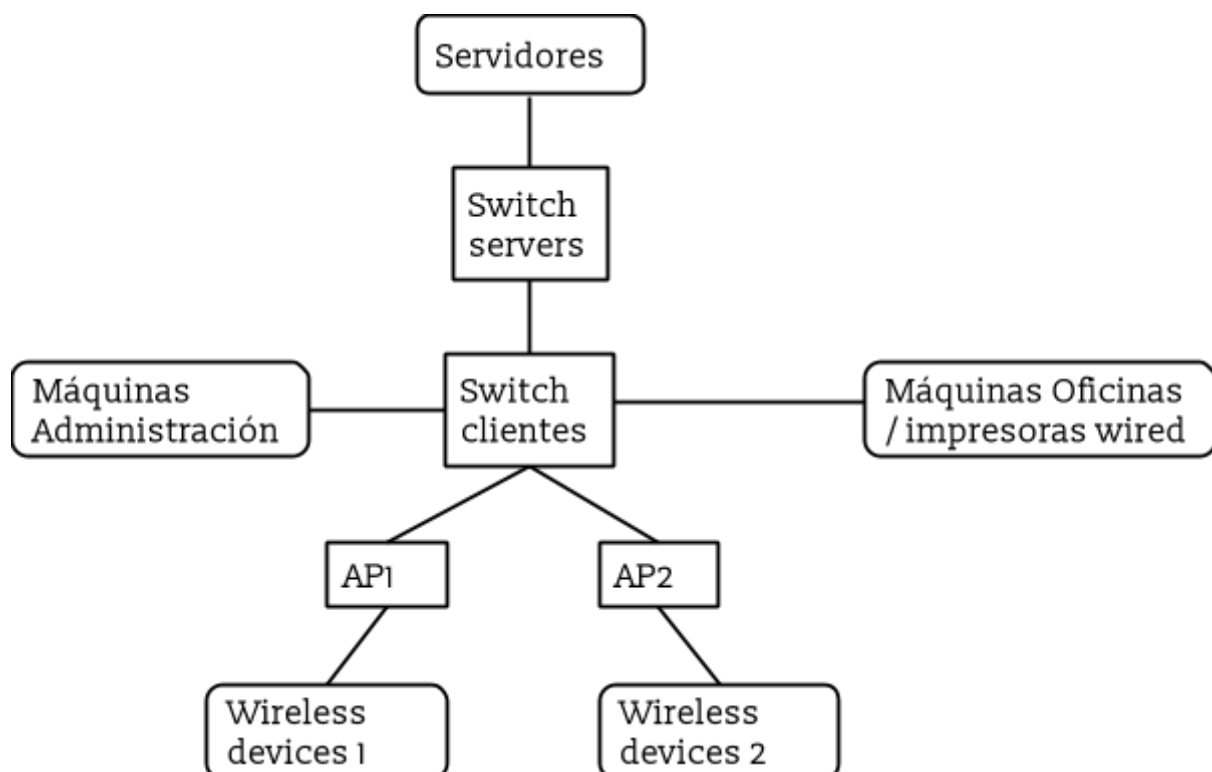 Servidores
Switch
servers
Máquinas
Administración
Switch
clientes
Máquinas Oficinas
/ impresoras wired
AP1
AP2
Wireless
devices 1
Wireless
devices 2